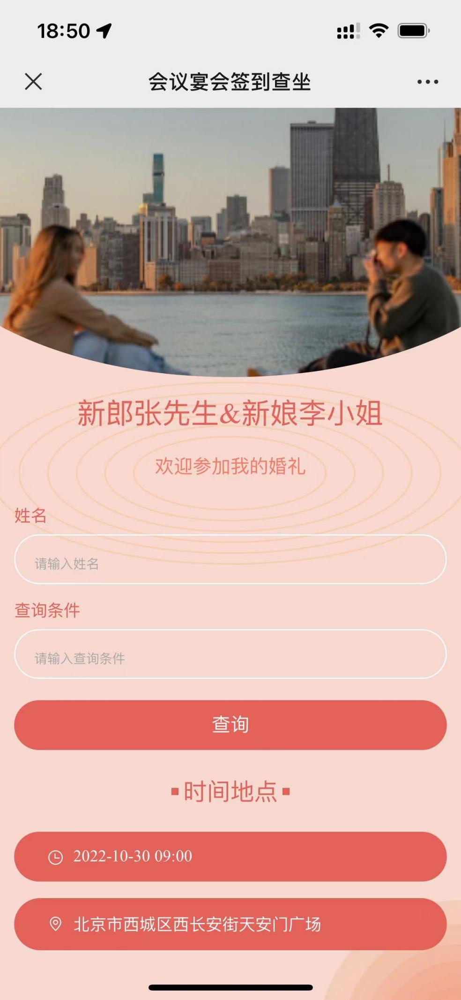 18:50
会议宴会签到查坐
新郎张先生&新娘李小姐
欢迎参加我的婚礼
姓名
请输入姓名
查询条件
请输入查询条件
查询
时间地点
2022-10-30 09:00
北京市西城区西长安街天安门广场